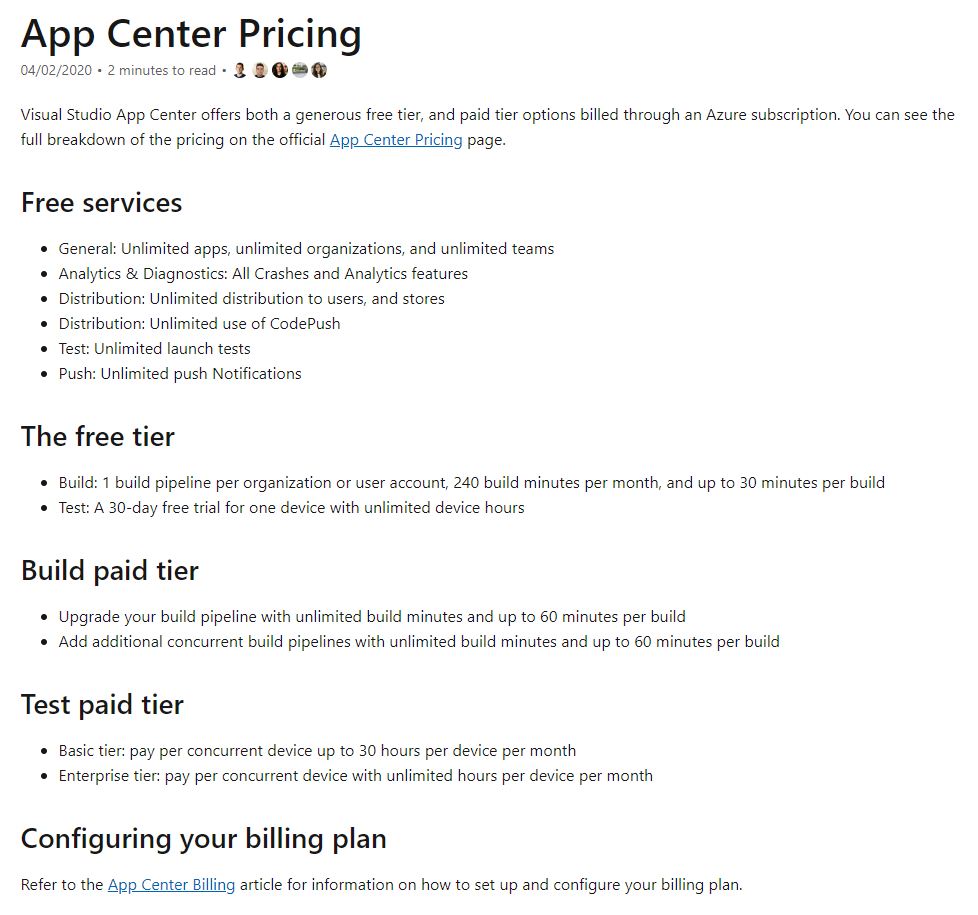 App Center Pricing
04/02/2020 • 2 minutes to read •
Visual Studio App Center offers both a generous free tier, and paid tier options billed through an Azure subscription. You can see the
full breakdown of the pricing on the official App Center Pricing page.
Free services
• General: Unlimited apps, unlimited organizations, and unlimited teams
• Analytics & Diagnostics: All Crashes and Analytics features
• Distribution: Unlimited distribution to users, and stores
• Distribution: Unlimited use of CodePush
• Test: Unlimited launch tests
• Push: Unlimited push Notifications
The free tier
• Build: 1 build pipeline per organization or user account, 240 build minutes per month, and up to 30 minutes per build
• Test: A 30-day free trial for one device with unlimited device hours
Build paid tier
• Upgrade your build pipeline with unlimited build minutes and up to 60 minutes per build
• Add additional concurrent build pipelines with unlimited build minutes and up to 60 minutes per build
Test paid tier
• Basic tier: pay per concurrent device up to 30 hours per device per month
• Enterprise tier: pay per concurrent device with unlimited hours per device per month
Configuring your billing plan
Refer to the App Center Billing article for information on how to set up and configure your billing plan.